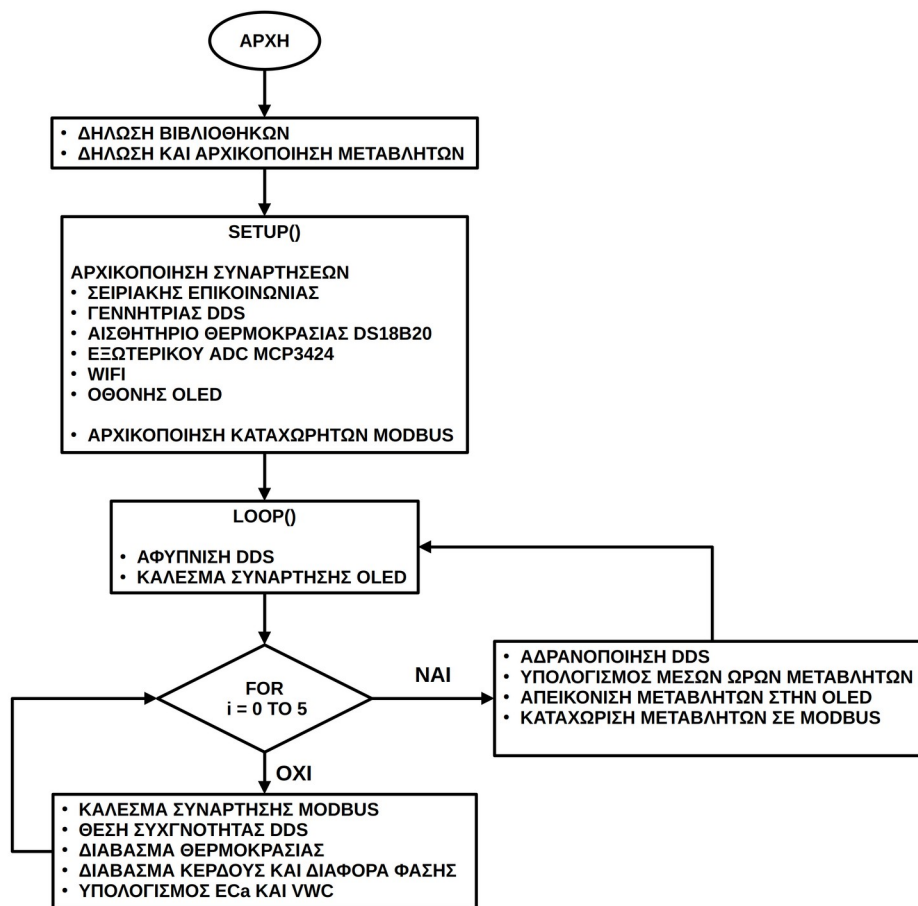 ΑΡΧΗ
• ΔΗΛΩΣΗ ΒΙΒΛΙΟΘΗΚΩΝ
• ΔΗΛΩΣΗ ΚΑΙ ΑΡΧΙΚΟΠΟΙΗΣΗ ΜΕΤΑΒΛΗΤΩΝ
SETUP()
ΑΡΧΙΚΟΠΟΙΗΣΗ ΣΥΝΑΡΤΗΣΕΩΝ
• ΣΕΙΡΙΑΚΗΣ ΕΠΙΚΟΙΝΩΝΙΑΣ
• ΓΕΝΝΗΤΡΙΑΣ DDS
• ΑΙΣΘΗΤΗΡΙΟ ΘΕΡΜΟΚΡΑΣΙΑΣ DS18B20
• ΕΞΩΤΕΡΙΚΟΥ ADC MCP3424
• WIFI
• ΟΘΟΝΗΣ OLED
• ΑΡΧΙΚΟΠΟΙΗΣΗ ΚΑΤΑΧΩΡΗΤΩΝ MODBUS
LOOP()
• ΑΦΥΠΝΙΣΗ DDS
• ΚΑΛΕΣΜΑ ΣΥΝΑΡΤΗΣΗΣ OLED
FOR
i = 0 TO 5
ΝΑΙ
• ΑΔΡΑΝΟΠΟΙΗΣΗ DDS
• ΥΠΟΛΟΓΙΣΜΟΣ ΜΕΣΩΝ ΩΡΩΝ ΜΕΤΑΒΛΗΤΩΝ
• ΑΠΕΙΚΟΝΙΣΗ ΜΕΤΑΒΛΗΤΩΝ ΣΤΗΝ OLED
• ΚΑΤΑΧΩΡΙΣΗ ΜΕΤΑΒΛΗΤΩΝ ΣΕ MODBUS
ΟΧΙ
• ΚΑΛΕΣΜΑ ΣΥΝΑΡΤΗΣΗΣ MODBUS
• ΘΕΣΗ ΣΥΧΓΝΟΤΗΤΑΣ DDS
• ΔΙΑΒΑΣΜΑ ΘΕΡΜΟΚΡΑΣΙΑΣ
• ΔΙΑΒΑΣΜΑ ΚΕΡΔΟΥΣ ΚΑΙ ΔΙΑΦΟΡΑ ΦΑΣΗΣ
• ΥΠΟΛΟΓΙΣΜΟΣ ECa ΚΑΙ VWC